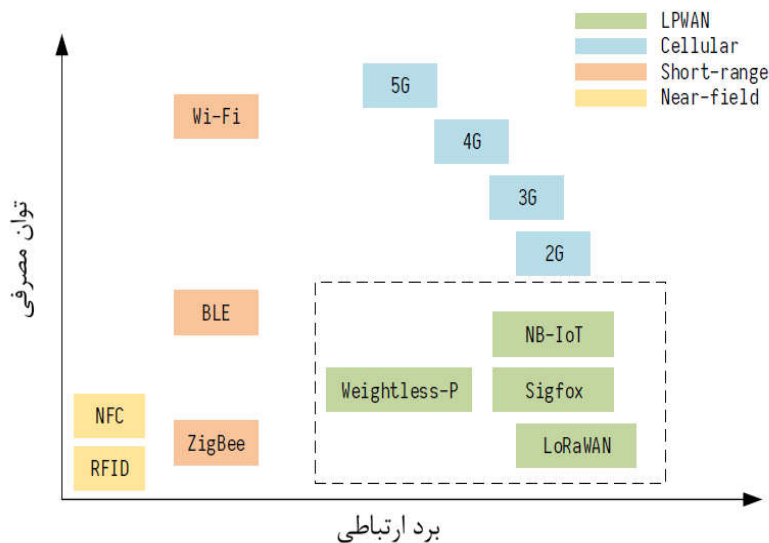 LPWAN
Cellular
Short-range
Near-field
5G
Wi-Fi
4G
3G
2G
توان مصرفی
BLE
NB-IoT
Weightless-P
Sigfox
NFC
ZigBee
LoRaWAN
RFID
برد ارتباطی